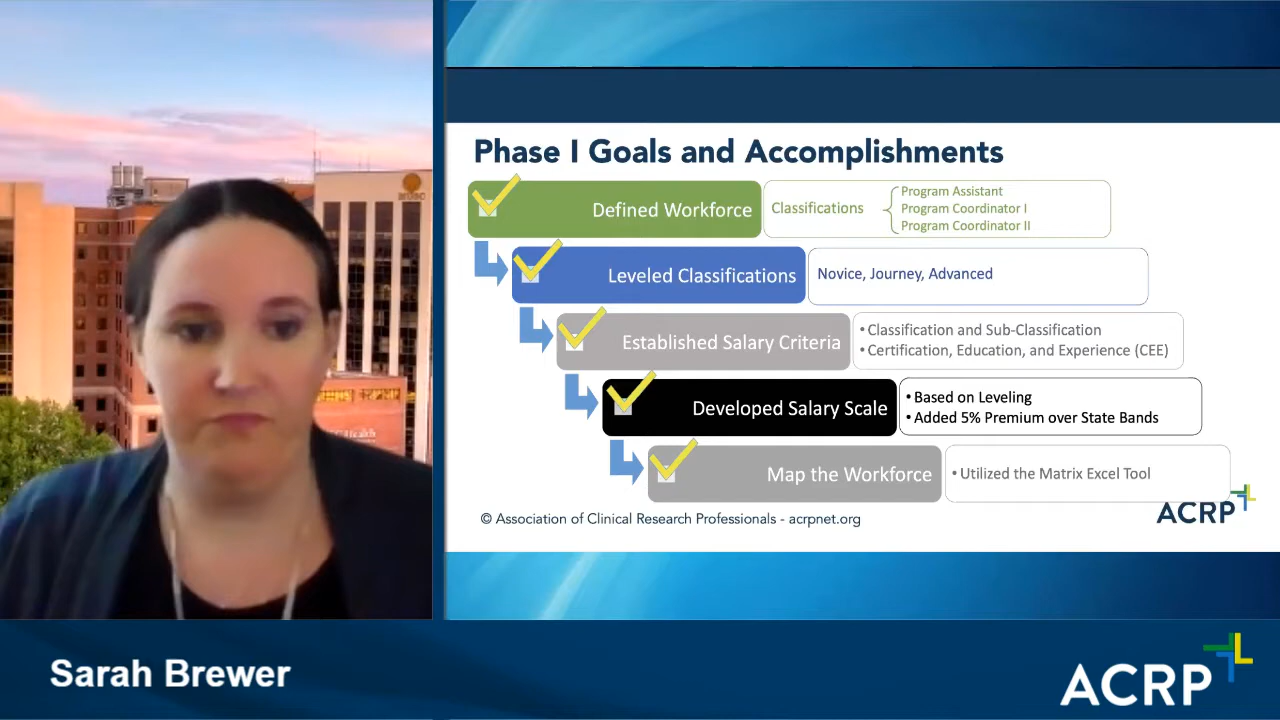 MUSC
Health
Phase I Goals and Accomplishments
Defined Workforce
Classifications
Program Assistant
Program Coordinator I
Program Coordinator II
Leveled Classifications
Novice, Journey, Advanced
Established Salary Criteria
• Classification and Sub-Classification
• Certification, Education, and Experience (CEE)
Developed Salary Scale
• Based on Leveling
• Added 5% Premium over State Bands
Map the Workforce
• Utilized the Matrix Excel Tool
© Association of Clinical Research Professionals - acrpnet.org
ACRP
Sarah Brewer
ACRP